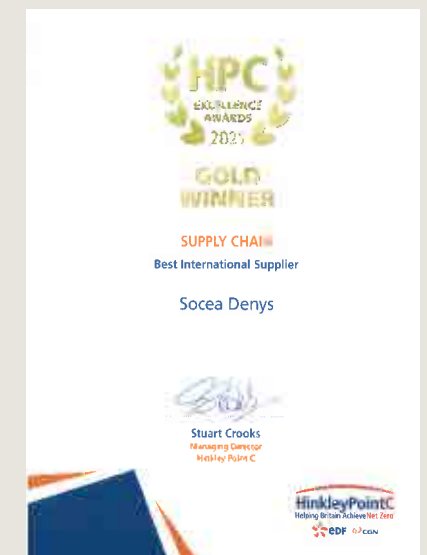 HPC
EXCELLENCE
AWARDS
GOLD
WINNER
SUPPLY CHAIN
Best International Supplier
Socea Denys
Stuart Crooks
Managing Director
Hinkley Point C
HinkleyPointC
Helping Britain Achieve Net Zero
eDF CGN